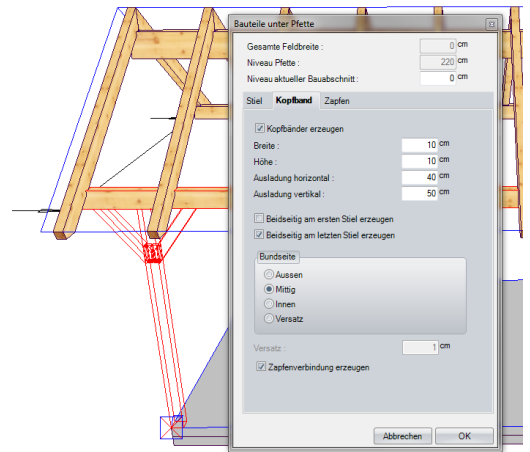 Bauteile unter Pfette
Gesamte Feldbreite : 0 cm
Niveau Pfette : 220 cm
Niveau aktueller Bauabschnitt : 0 cm
Stiel Kopfband Zapfen
Kopfbänder erzeugen
Breite : 10 cm
Höhe : 10 cm
Ausladung horizontal : 40 cm
Ausladung vertikal : 50 cm
Beidseitig am ersten Stiel erzeugen
Beidseitig am letzten Stiel erzeugen
Bundseite
Aussen
Mittig
Innen
Versatz
Versatz : 1 cm
Zapfenverbindung erzeugen
Abbrechen OK